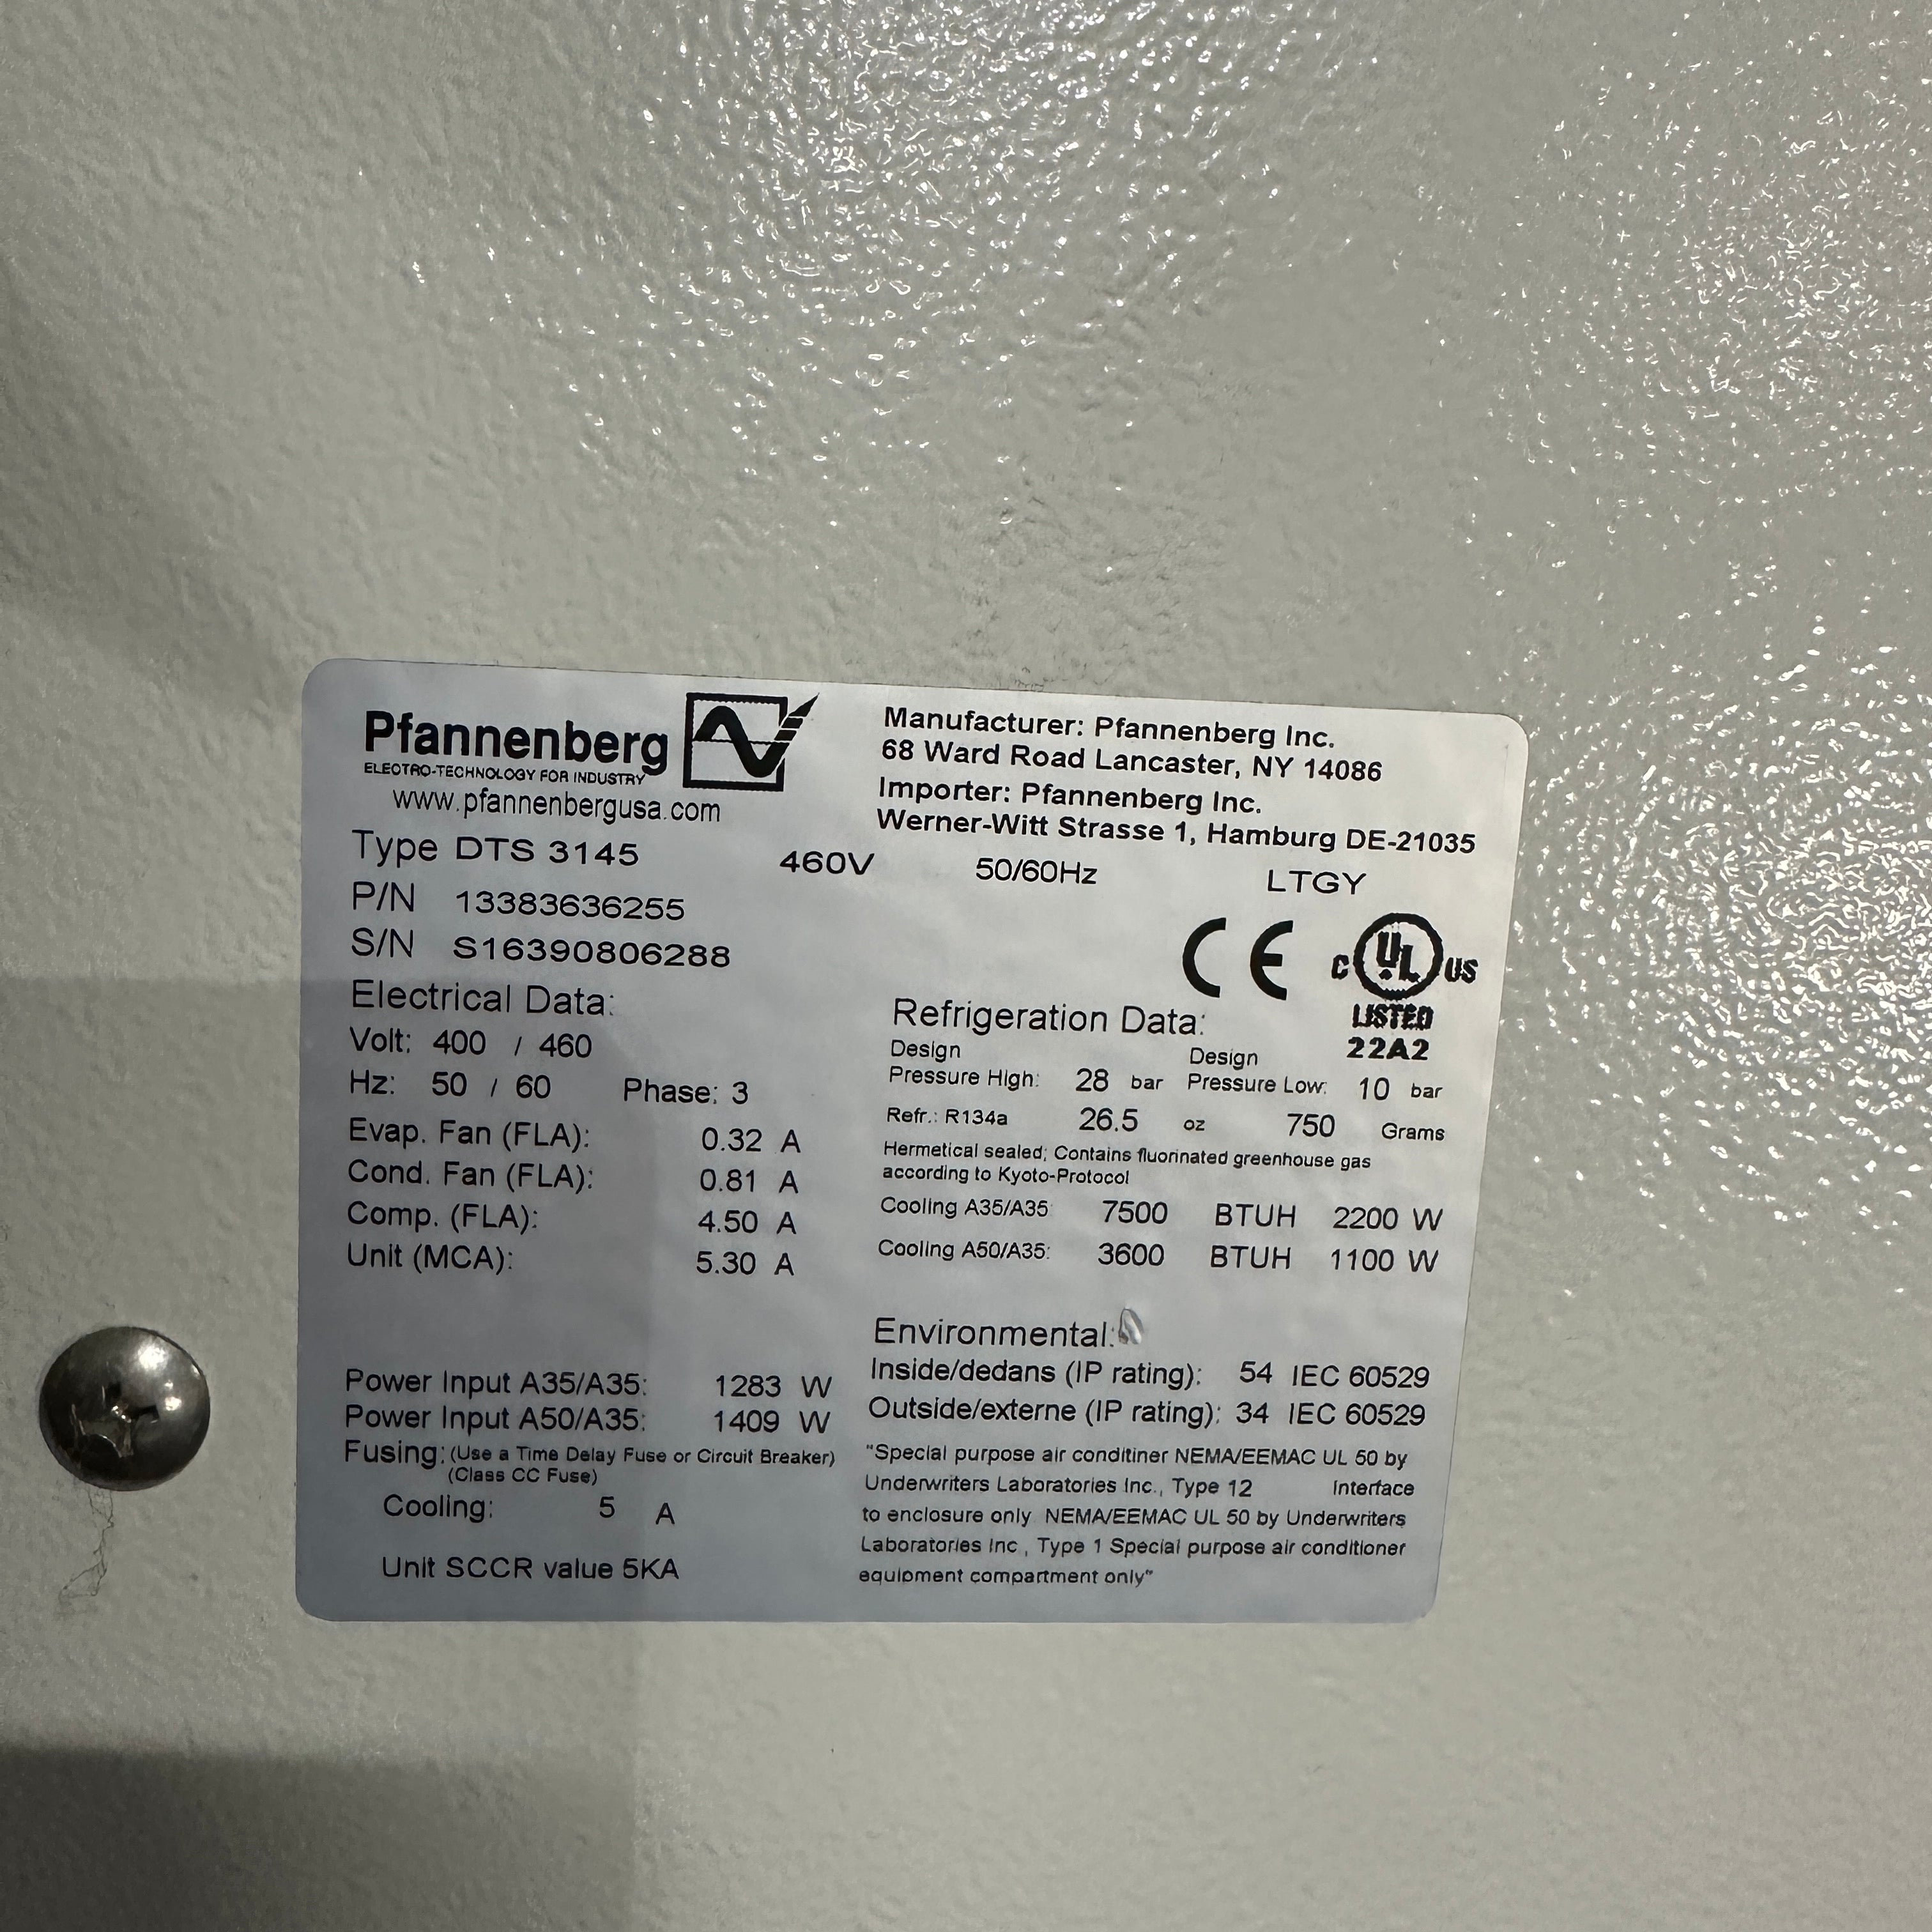 Pfannenberg
ELECTRO-TECHNOLOGY FOR INDUSTRY
www.pfannenbergusa.com
Manufacturer: Pfannenberg Inc.
68 Ward Road Lancaster, NY 14086
Importer: Pfannenberg Inc.
Werner-Witt Strasse 1, Hamburg DE-21035
Type DTS 3145 460V 50/60Hz LTGY
P/N 13383636255
S/N S16390806288
CE
C UL US
LISTED
22A2
Electrical Data:
Volt: 400 / 460
Hz: 50 / 60 Phase: 3
Evap. Fan (FLA): 0.32 A
Cond. Fan (FLA): 0.81 A
Comp. (FLA): 4.50 A
Unit (MCA): 5.30 A
Power Input A35/A35: 1283 W
Power Input A50/A35: 1409 W
Fusing: (Use a Time Delay Fuse or Circuit Breaker)
(Class CC Fuse)
Cooling: 5 A
Unit SCCR value 5KA
Refrigeration Data:
Design Design
Pressure High: 28 bar Pressure Low: 10 bar
Refr.: R134a 26.5 oz 750 Grams
Hermetical sealed; Contains fluorinated greenhouse gas
according to Kyoto-Protocol
Cooling A35/A35: 7500 BTUH 2200 W
Cooling A50/A35: 3600 BTUH 1100 W
Environmental:
Inside/dedans (IP rating): 54 IEC 60529
Outside/externe (IP rating): 34 IEC 60529
"Special purpose air conditiner NEMA/EEMAC UL 50 by
Underwriters Laboratories Inc., Type 12 Interface
to enclosure only NEMA/EEMAC UL 50 by Underwriters
Laboratories Inc., Type 1 Special purpose air conditioner
equipment compartment only"